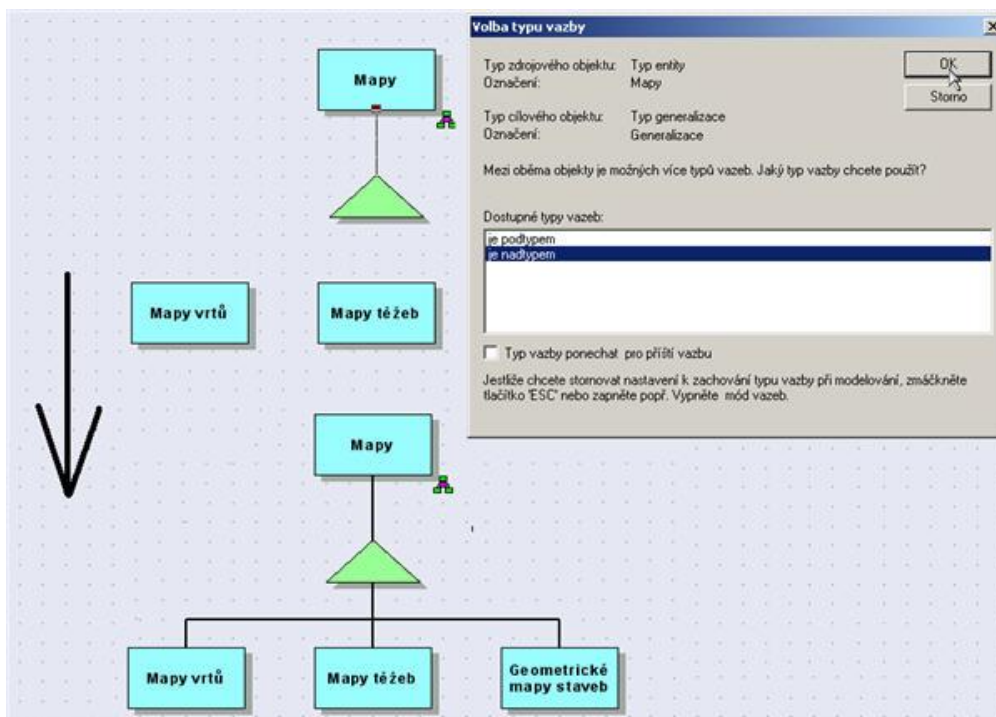 Volba typu vazby
Mapy
Typ zdrojového objektu: Typ entity
Označení: Mapy
OK
Storno
Typ cílového objektu: Typ generalizace
Označení: Generalizace
Mezi oběma objekty je možných více typů vazeb. Jaký typ vazby chcete použít?
Dostupné typy vazeb:
je podtypem
je nadtypem
Typ vazby ponechat pro příští vazbu
Jestliže chcete stornovat nastavení k zachování typu vazby při modelování, zmáčkněte
tlačítko 'ESC' nebo zapněte popř. Vypněte mód vazeb.
Mapy vrtů
Mapy těžeb
Mapy
Mapy vrtů
Mapy těžeb
Geometrické
mapy staveb